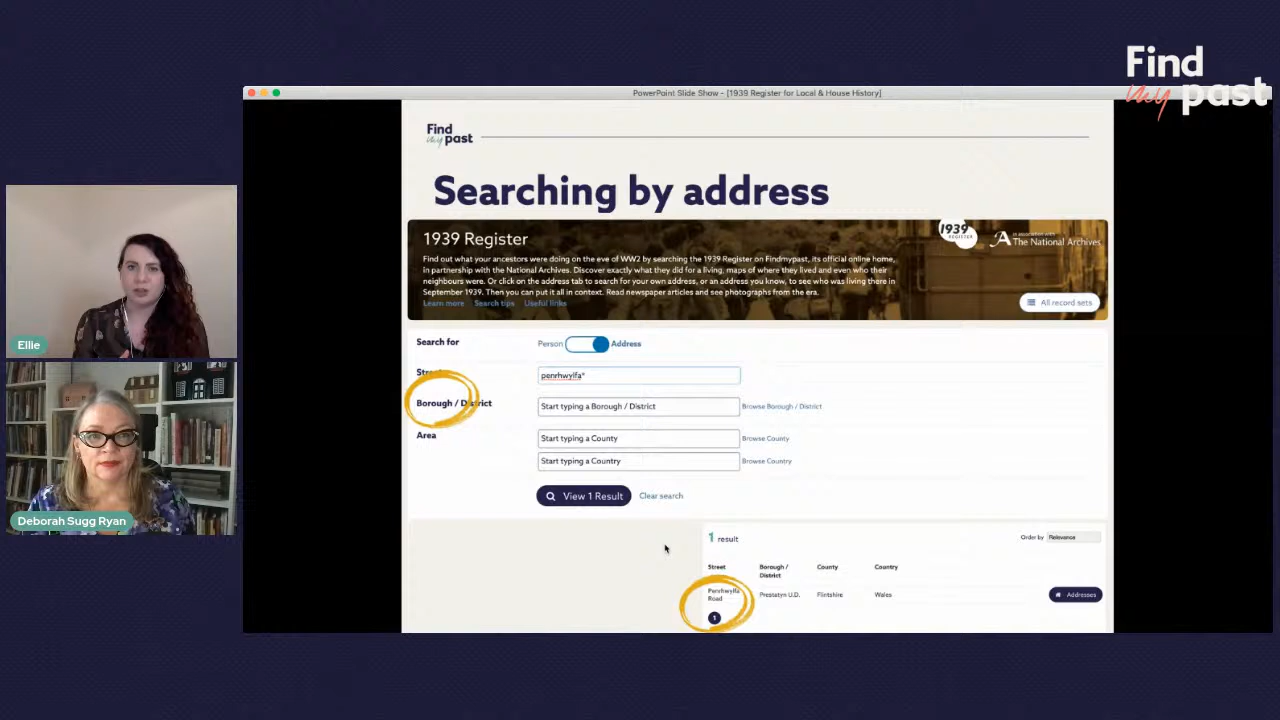 Find
my past
PowerPoint Slide Show - [1939 Register for Local & House History]
Find
my past
Searching by address
1939 Register
Find out what your ancestors were doing on the eve of WW2 by searching the 1939 Register on Findmypast, its official online home,
in partnership with the National Archives. Discover exactly what they did for a living, maps of where they lived and even who their
neighbours were. Or click on the address tab to search for your own address, or an address you know, to see who was living there in
September 1939. Then you can put it all in context. Read newspaper articles and see photographs from the era.
Learn more Search tips Useful links
1939
REGISTER
in association with
The National Archives
All record sets
Search for
Person Address
penrhwylfa*
Borough / District
Start typing a Borough / District
Browse Borough / District
Area
Start typing a County
Browse County
Start typing a Country
Browse Country
View 1 Result
Clear search
1 result
Order by Relevance
Street Borough / County Country
District
Penrhwylfa Prestatyn U.D. Flintshire Wales Addresses
Road
1
Ellie
Deborah Sugg Ryan